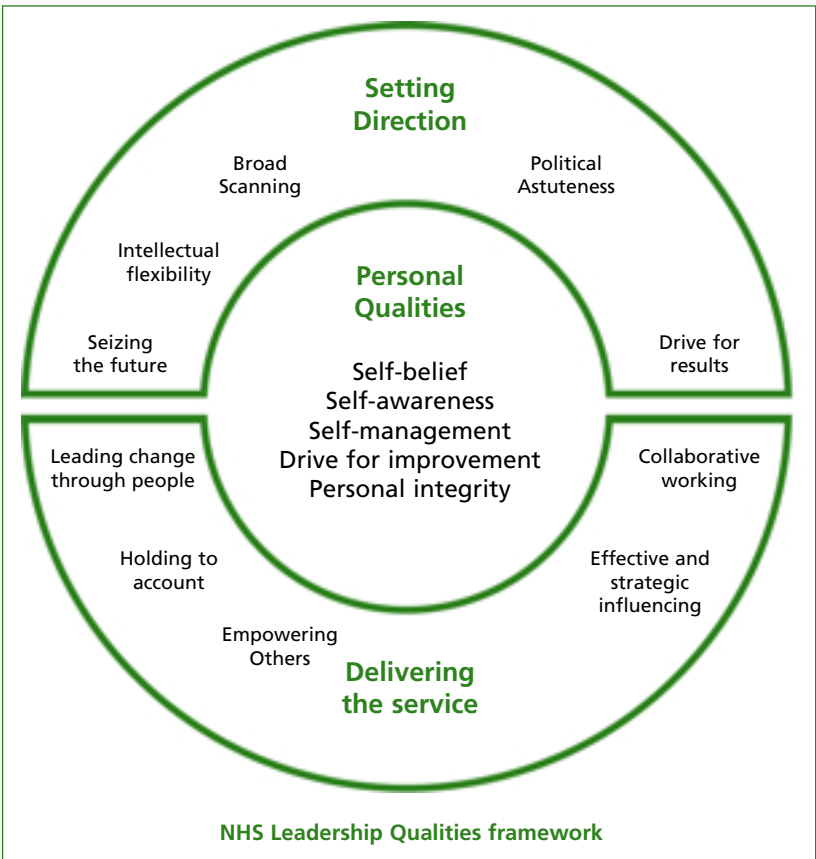 Setting
Direction
Broad
Scanning
Political
Astuteness
Intellectual
flexibility
Seizing
the future
Drive for
results
Personal
Qualities
Self-belief
Self-awareness
Self-management
Drive for improvement
Personal integrity
Leading change
through people
Collaborative
working
Holding to
account
Effective and
strategic
influencing
Empowering
Others
Delivering
the service
NHS Leadership Qualities framework